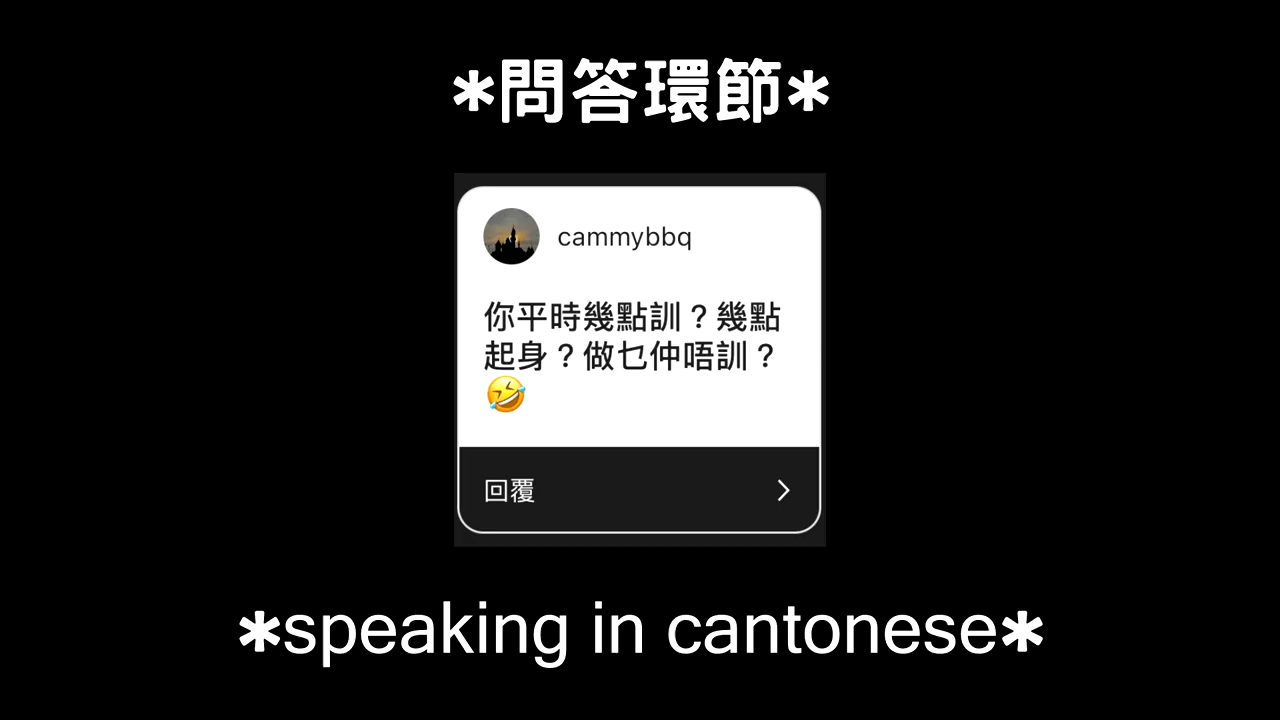 *問答環節*
cammybbq
你平時幾點訓？幾點
起身？做乜仲唔訓？
🤣
回覆
*speaking in cantonese*